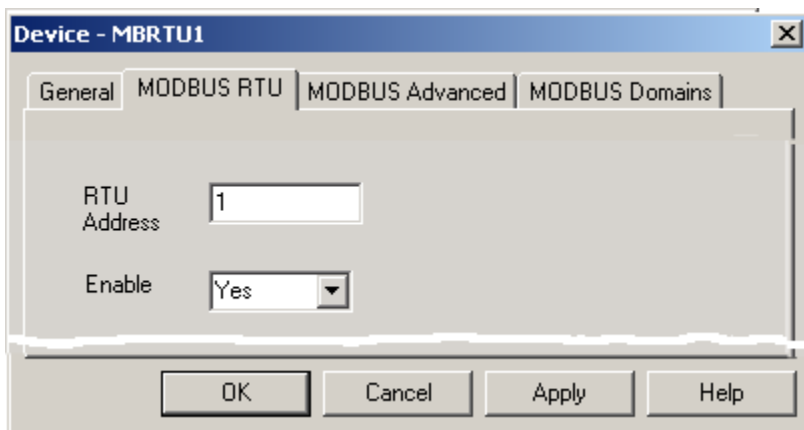 Device - MBRTU1
General MODBUS RTU MODBUS Advanced MODBUS Domains
RTU
Address
1
Enable
Yes
OK Cancel Apply Help